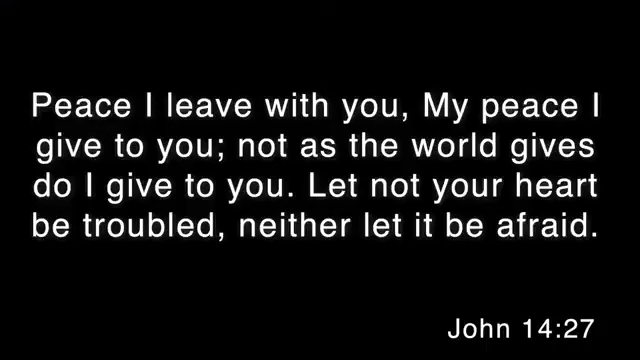 Peace I leave with you, My peace I
give to you; not as the world gives
do I give to you. Let not your heart
be troubled, neither let it be afraid.
John 14:27